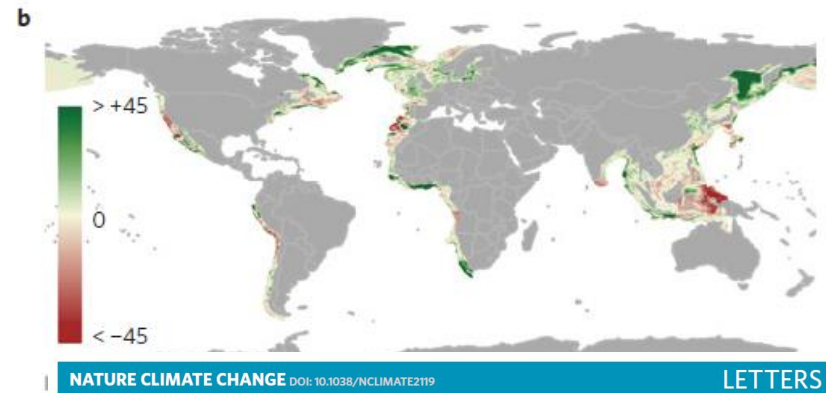 b
> +45
0
< −45
NATURE CLIMATE CHANGE DOI: 10.1038/NCLIMATE2119
LETTERS